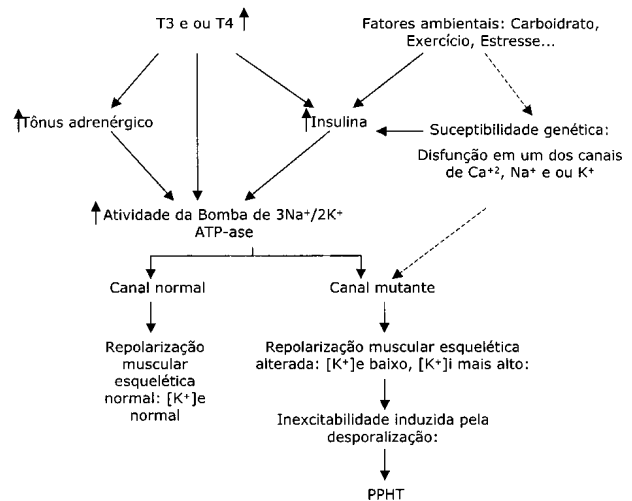 T3 e ou T4
Fatores ambientais: Carboidrato,
Exercício, Estresse...
Tônus adrenérgico
Insulina
Suceptibilidade genética:
Disfunção em um dos canais
de Ca⁺², Na⁺ e ou K⁺
Atividade da Bomba de 3Na⁺/2K⁺
ATP-ase
Canal normal
Canal mutante
Repolarização
muscular
esquelética
normal: [K⁺]e
normal
Repolarização muscular esquelética
alterada: [K⁺]e baixo, [K⁺]i mais alto:
Inexcitabilidade induzida pela
desporalização:
PPHT